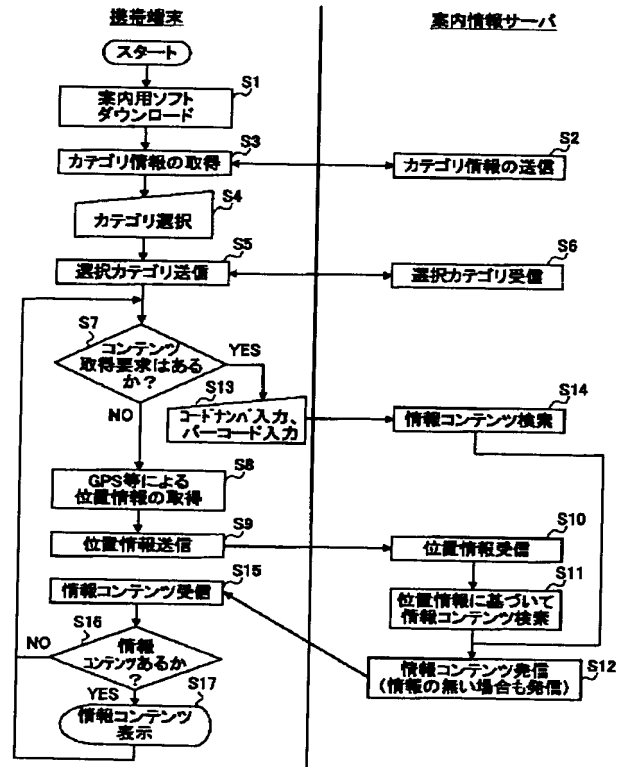 携帯端末
案内情報サーバ
スタート
S1
案内用ソフト
ダウンロード
S3
カテゴリ情報の取得
S2
カテゴリ情報の送信
S4
カテゴリ選択
S5
選択カテゴリ送信
S6
選択カテゴリ受信
S7
コンテンツ
取得要求はある
か?
YES
NO
S13
コードナンバ入力、
バーコード入力
S14
情報コンテンツ検索
S8
GPS等による
位置情報の取得
S9
位置情報送信
S10
位置情報受信
S11
位置情報に基づいて
情報コンテンツ検索
S15
情報コンテンツ受信
S12
情報コンテンツ発信
(情報の無い場合も発信)
S16
情報
コンテンツあるか
?
NO
YES
S17
情報コンテンツ
表示